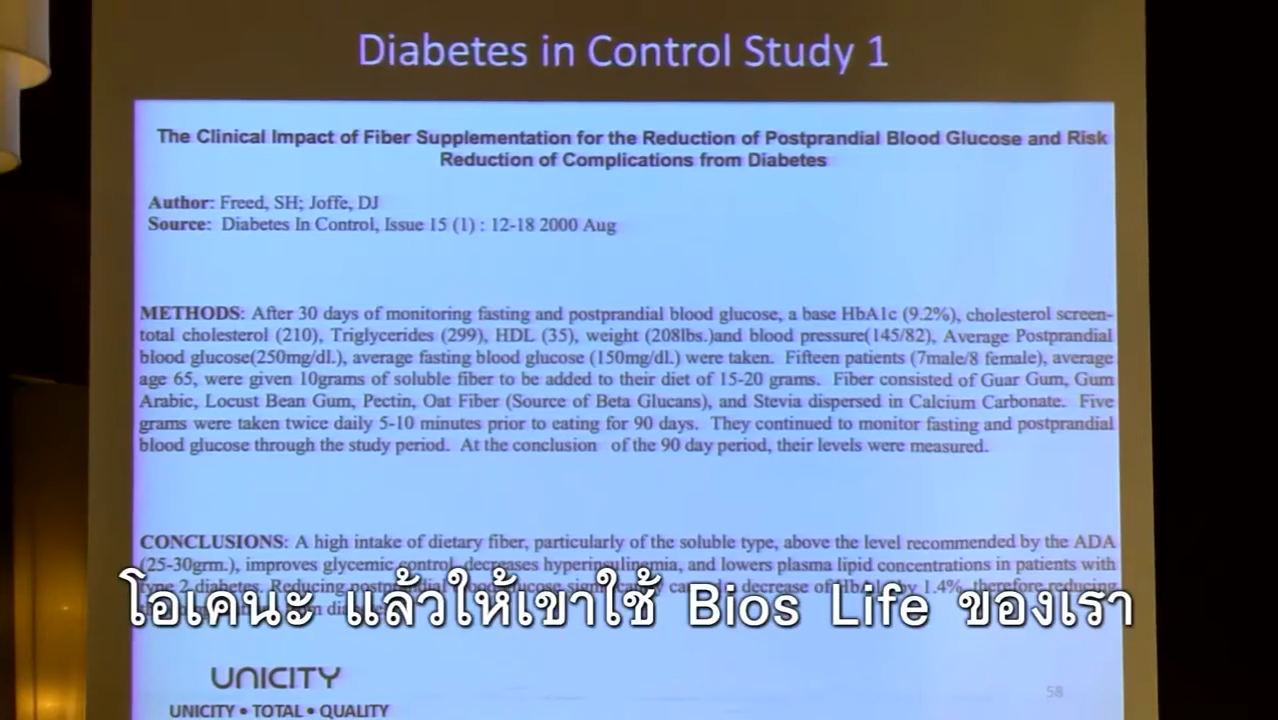 Diabetes in Control Study 1
The Clinical Impact of Fiber Supplementation for the Reduction of Postprandial Blood Glucose and Risk
Reduction of Complications from Diabetes
Author: Freed, SH; Joffe, DJ
Source: Diabetes In Control, Issue 15 (1) : 12-18 2000 Aug
METHODS: After 30 days of monitoring fasting and postprandial blood glucose, a base HbA1c (9.2%), cholesterol screen-
total cholesterol (210), Triglycerides (299), HDL (35), weight (208lbs.)and blood pressure(145/82), Average Postprandial
blood glucose(250mg/dl.), average fasting blood glucose (150mg/dl.) were taken. Fifteen patients (7male/8 female), average
age 65, were given 10grams of soluble fiber to be added to their diet of 15-20 grams. Fiber consisted of Guar Gum, Gum
Arabic, Locust Bean Gum, Pectin, Oat Fiber (Source of Beta Glucans), and Stevia dispersed in Calcium Carbonate. Five
grams were taken twice daily 5-10 minutes prior to eating for 90 days. They continued to monitor fasting and postprandial
blood glucose through the study period. At the conclusion of the 90 day period, their levels were measured.
CONCLUSIONS: A high intake of dietary fiber, particularly of the soluble type, above the level recommended by the ADA
(25-30grm.), improves glycemic control, decreases hyperinsulinemia, and lowers plasma lipid concentrations in patients with
type 2 diabetes. Reducing decrease of by 1.4%, therefore reducing
โอเคนะ แล้วให้เขาใช้ Bios Life ของเรา
UNICITY
58
UNICITY • TOTAL • QUALITY